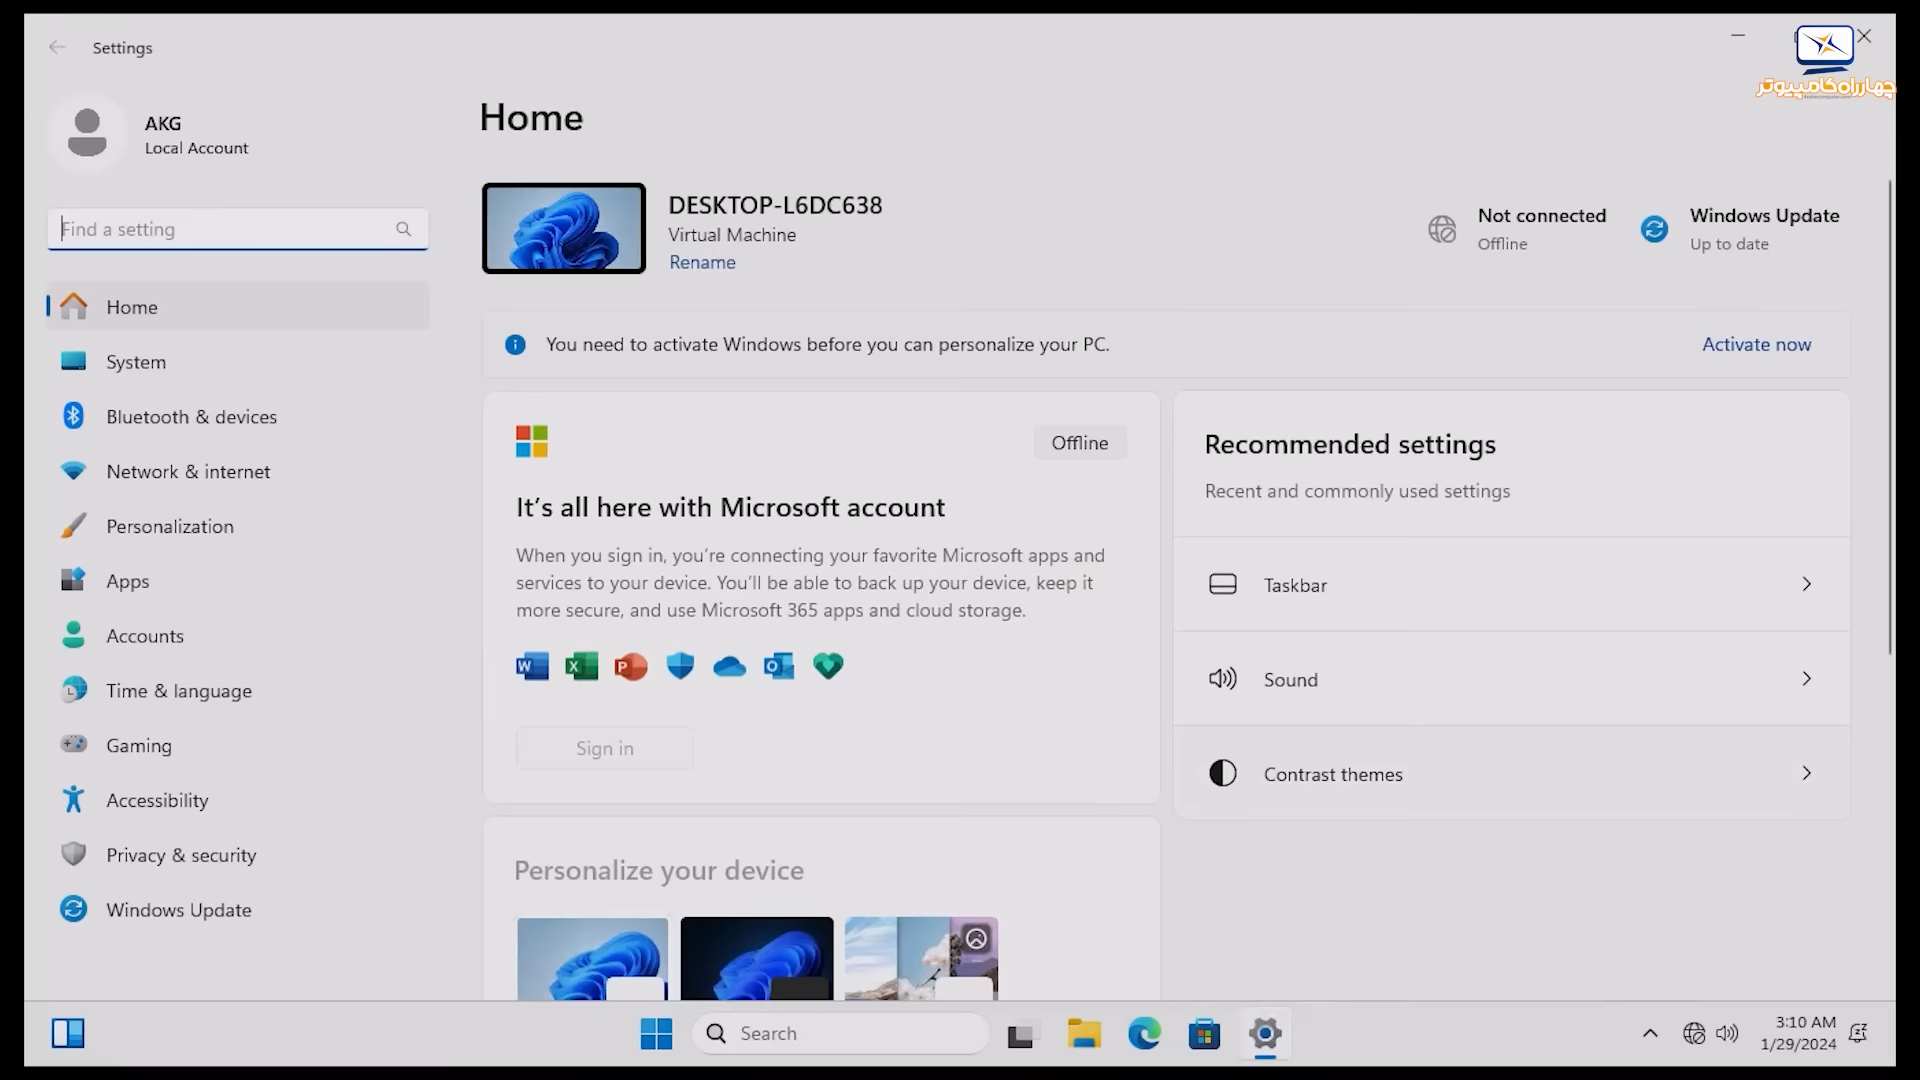 Settings
چهارراه کامپیوتر
AKG
Local Account
Find a setting
Home
System
Bluetooth & devices
Network & internet
Personalization
Apps
Accounts
Time & language
Gaming
Accessibility
Privacy & security
Windows Update
Home
DESKTOP-L6DC638
Virtual Machine
Rename
Not connected
Offline
Windows Update
Up to date
You need to activate Windows before you can personalize your PC.
Activate now
Offline
It's all here with Microsoft account
When you sign in, you're connecting your favorite Microsoft apps and
services to your device. You'll be able to back up your device, keep it
more secure, and use Microsoft 365 apps and cloud storage.
Sign in
Recommended settings
Recent and commonly used settings
Taskbar
Sound
Contrast themes
Personalize your device
Search
3:10 AM
1/29/2024